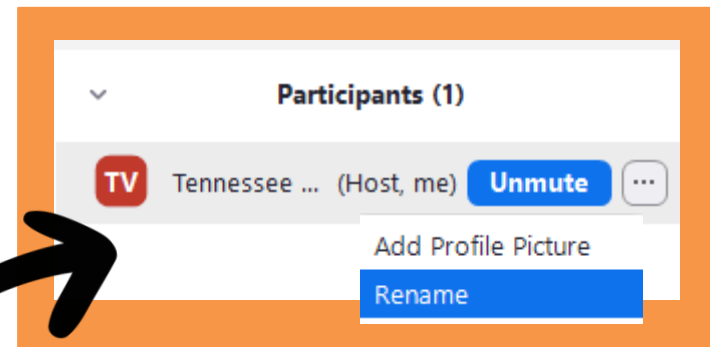 Participants (1)
TV Tennessee ... (Host, me) Unmute ...
Add Profile Picture
Rename